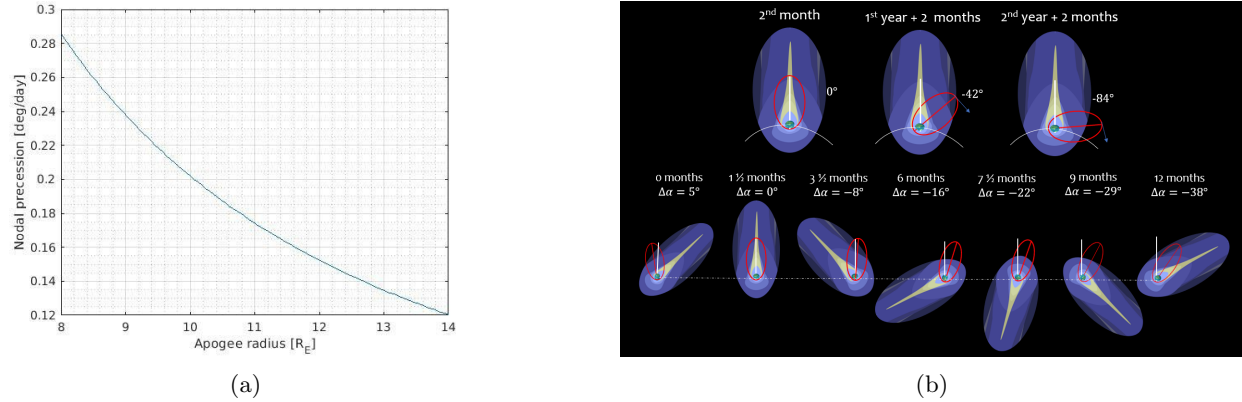 0.3
0.28
0.26
0.24
0.22
0.2
0.18
0.16
0.14
0.12
8 9 10 11 12 13 14
Nodal precession [deg/day]
Apogee radius [R_E]
(a)
2nd month
1st year + 2 months
2nd year + 2 months
0°
-42°
-84°
0 months
Δα = 5°
1 ½ months
Δα = 0°
3 ½ months
Δα = −8°
6 months
Δα = −16°
7 ½ months
Δα = −22°
9 months
Δα = −29°
12 months
Δα = −38°
(b)